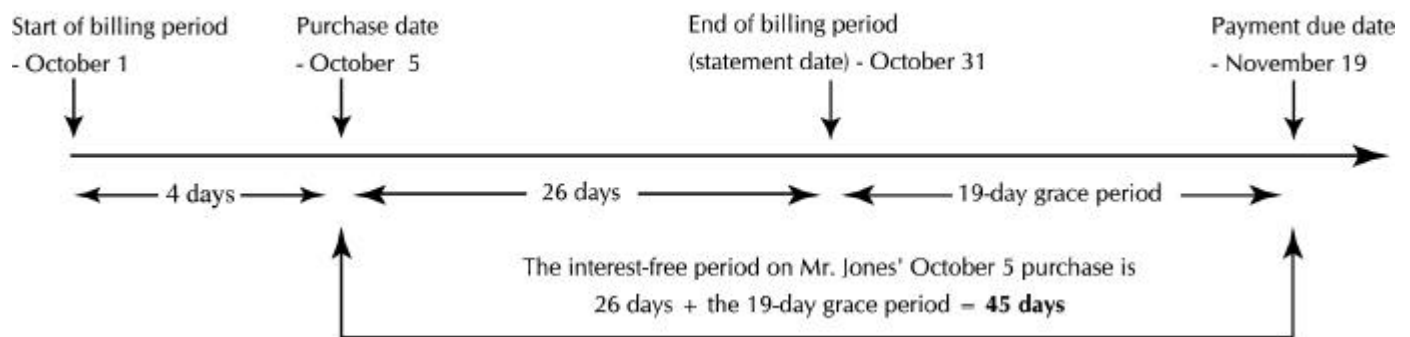 Start of billing period
- October 1
Purchase date
- October 5
End of billing period
(statement date) - October 31
Payment due date
- November 19
4 days
26 days
19-day grace period
The interest-free period on Mr. Jones' October 5 purchase is
26 days + the 19-day grace period = 45 days